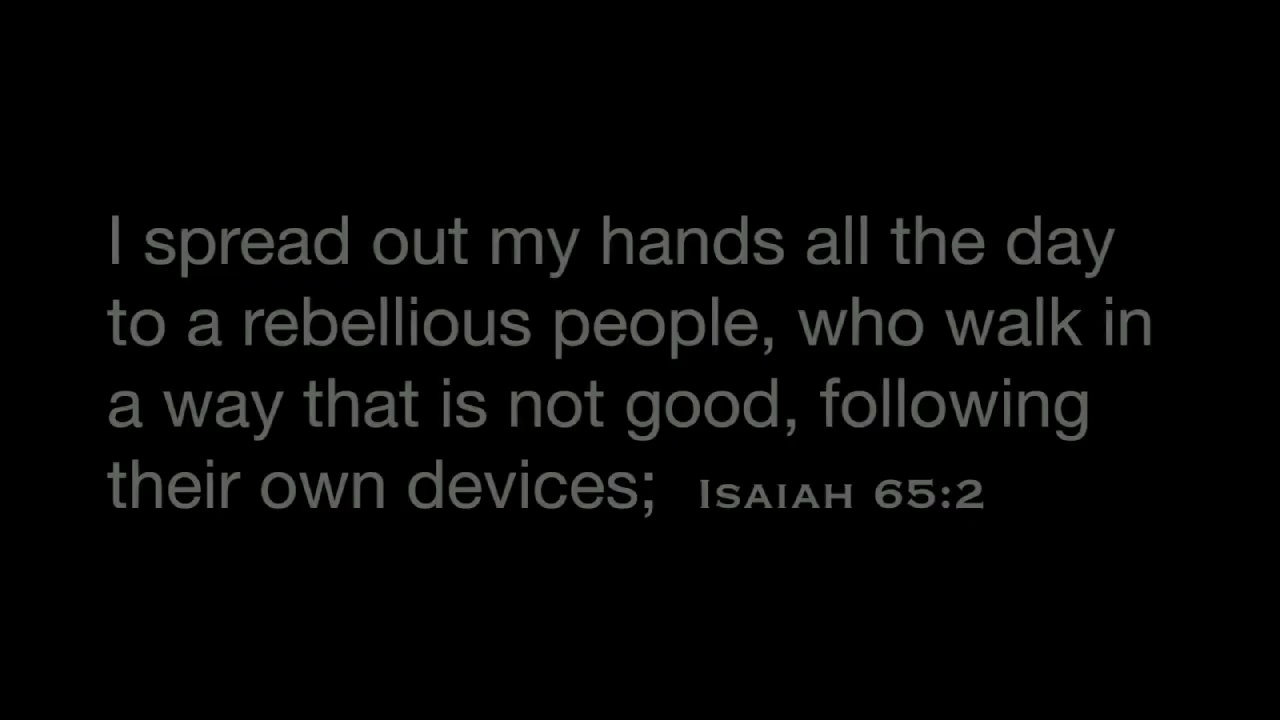 I spread out my hands all the day
to a rebellious people, who walk in
a way that is not good, following
their own devices; Isaiah 65:2